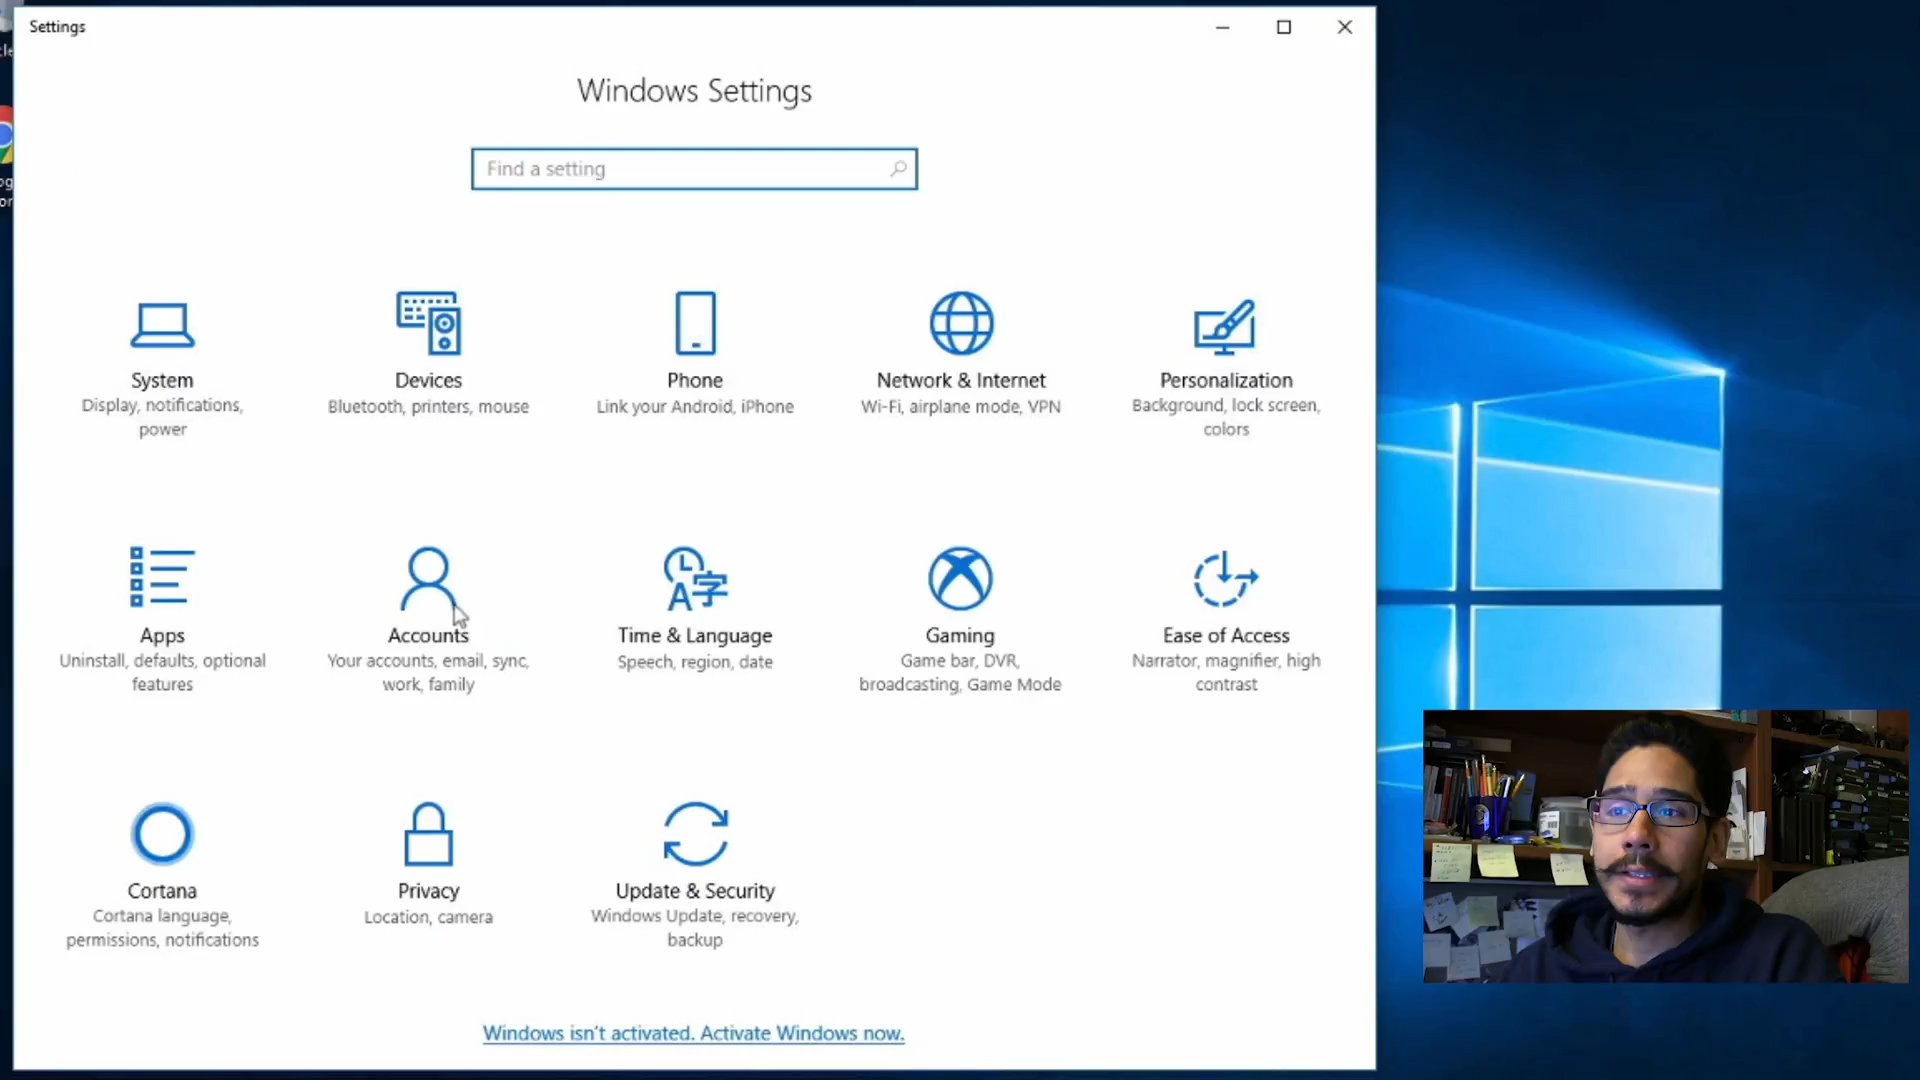 Settings
Windows Settings
Find a setting
System
Display, notifications,
power
Devices
Bluetooth, printers, mouse
Phone
Link your Android, iPhone
Network & Internet
Wi-Fi, airplane mode, VPN
Personalization
Background, lock screen,
colors
Apps
Uninstall, defaults, optional
features
Accounts
Your accounts, email, sync,
work, family
Time & Language
Speech, region, date
Gaming
Game bar, DVR,
broadcasting, Game Mode
Ease of Access
Narrator, magnifier, high
contrast
Cortana
Cortana language,
permissions, notifications
Privacy
Location, camera
Update & Security
Windows Update, recovery,
backup
Windows isn't activated. Activate Windows now.